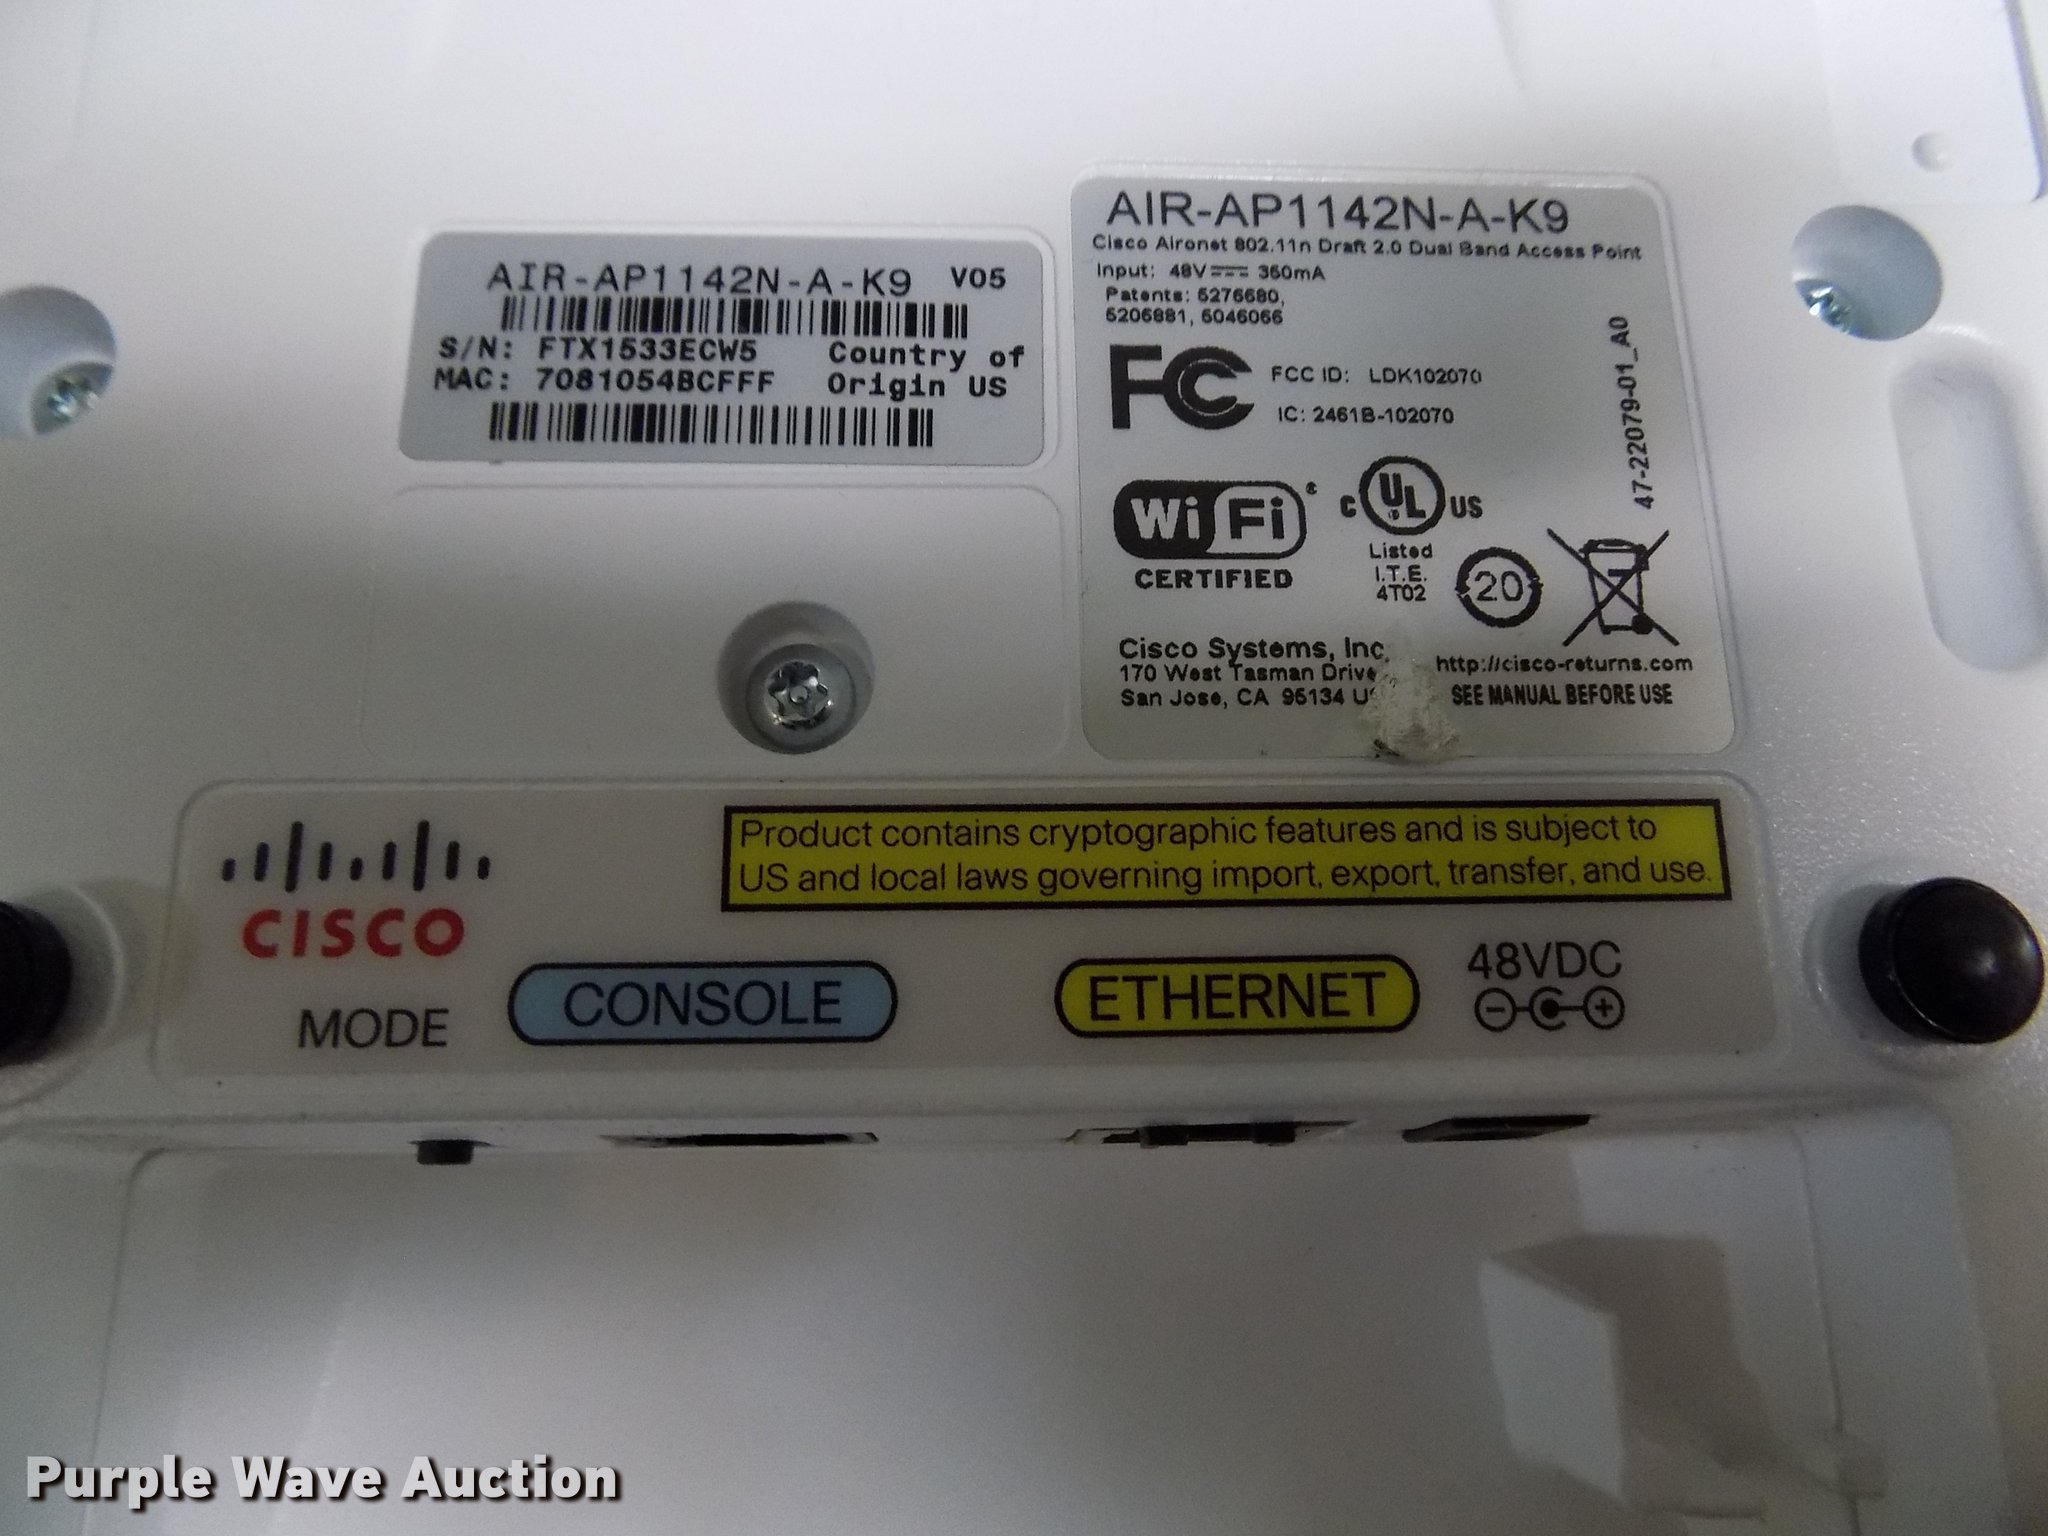 AIR-AP1142N-A-K9 V05
S/N: FTX1533ECW5
MAC: 7081054BCFFF
Country of
Origin US
AIR-AP1142N-A-K9
Cisco Aironet 802.11n Draft 2.0 Dual Band Access Point
Input: 48V 350mA
Patents: 5276680,
5206881, 5046066
FC
FCC ID: LDK102070
IC: 2461B-102070
47-22079-01_A0
Wi Fi ®
CERTIFIED
C UL US
Listed
I.T.E.
4T02
20
Cisco Systems, Inc.
170 West Tasman Drive
San Jose, CA 95134 US
http://cisco-returns.com
SEE MANUAL BEFORE USE
CISCO
Product contains cryptographic features and is subject to
US and local laws governing import, export, transfer, and use.
MODE
CONSOLE
ETHERNET
48VDC
Purple Wave Auction